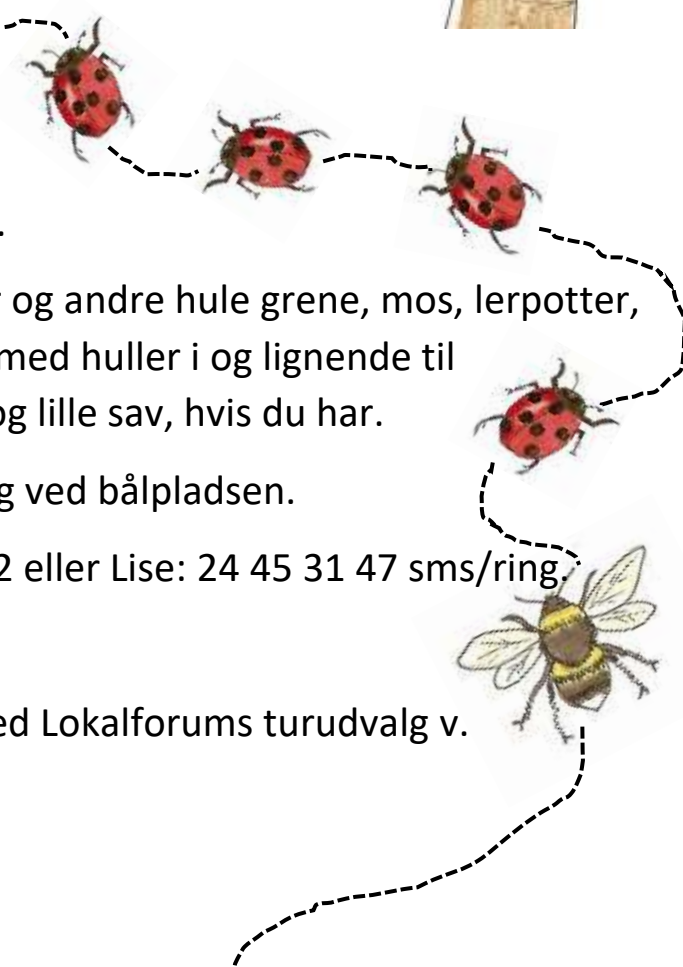 .
og andre hule grene, mos, lerpotter,
med huller i og lignende til
og lille sav, hvis du har.
ved bålpladsen.
2 eller Lise: 24 45 31 47 sms/ring.
Lokalforums turudvalg v.